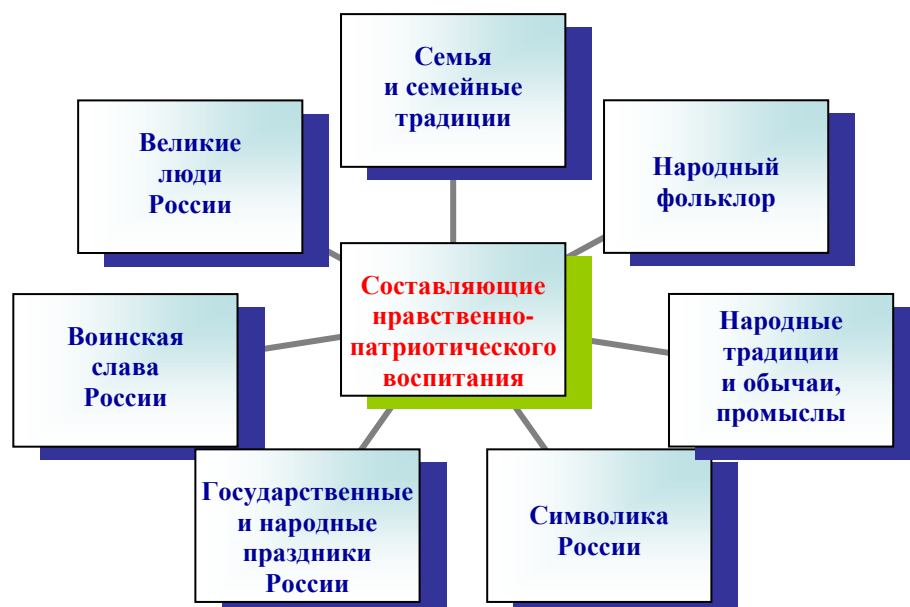 Семья
и семейные
традиции
Великие
люди
России
Народный
фольклор
Составляющие
нравственно-
патриотического
воспитания
Воинская
слава
России
Народные
традиции
и обычаи,
промыслы
Государственные
и народные
праздники
России
Символика
России